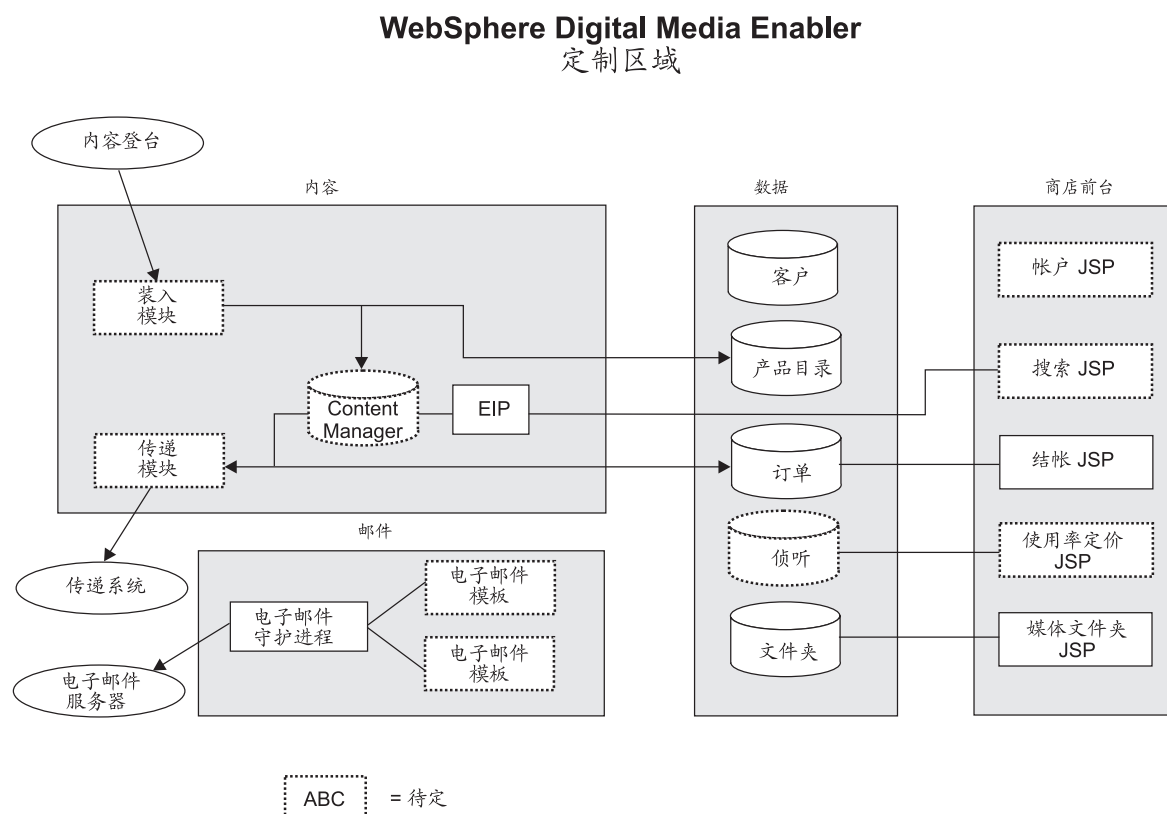 WebSphere Digital Media Enabler
定制区域
内容登台
内容
数据
商店前台
装入
模块
客户
帐户 JSP
产品目录
搜索 JSP
Content
Manager
EIP
传递
模块
订单
结帐 JSP
邮件
侦听
使用率定价
JSP
传递系统
电子邮件
模板
电子邮件
守护进程
电子邮件
模板
文件夹
媒体文件夹
JSP
电子邮件
服务器
ABC
= 待定